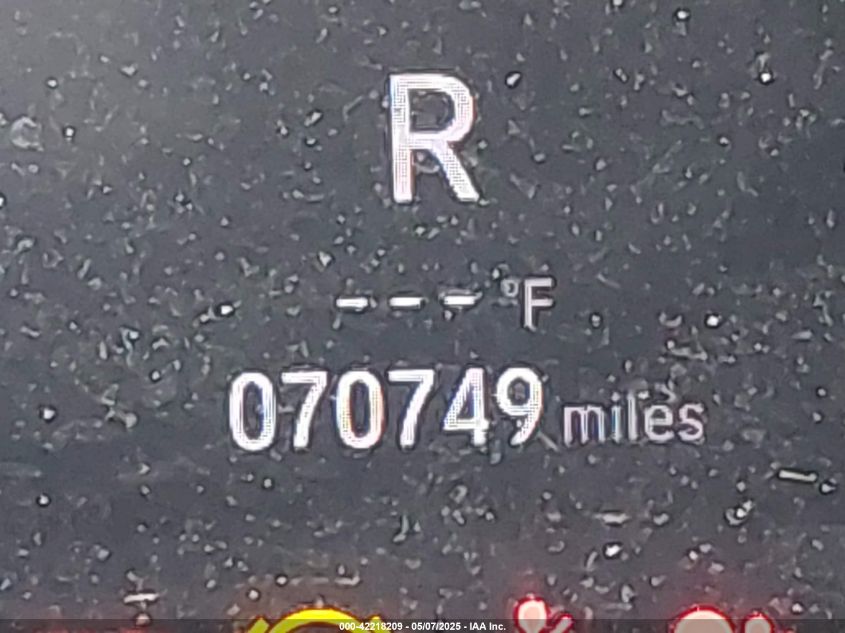 R
--- °F
070749 miles
000-42218209 - 05/07/2025 - IAA Inc.